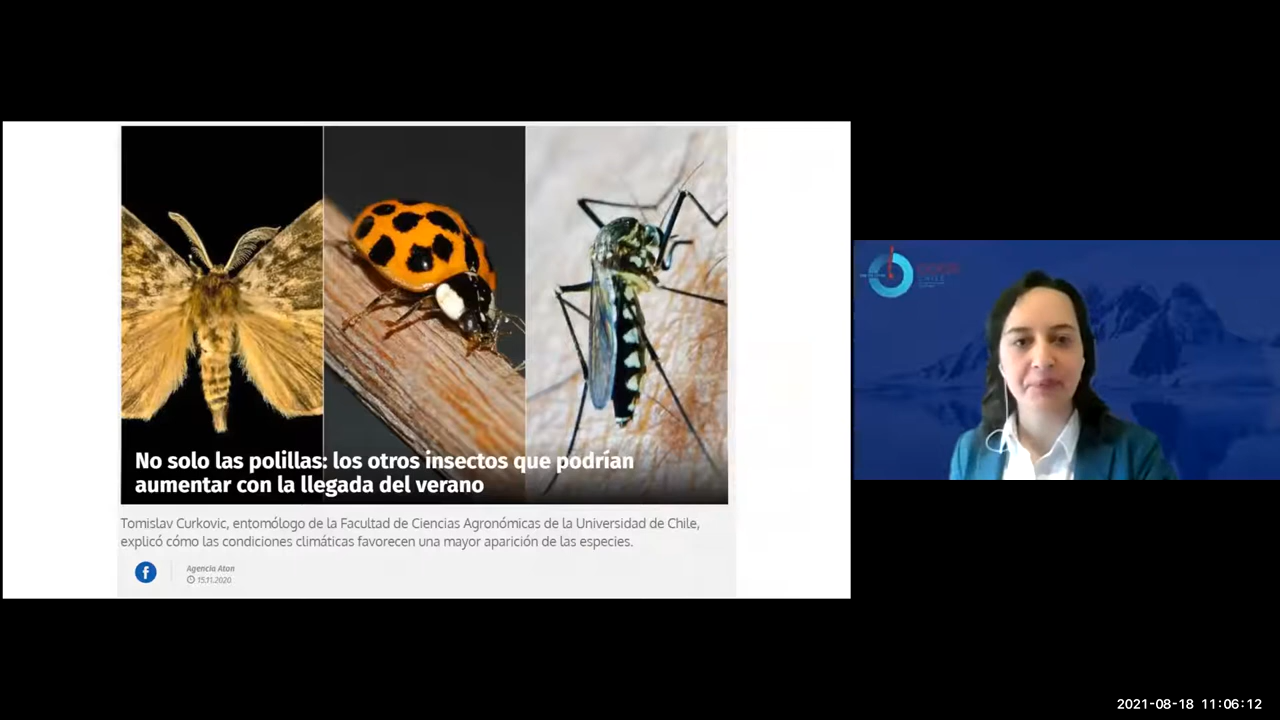 No solo las polillas: los otros insectos que podrían
aumentar con la llegada del verano
Tomislav Curkovic, entomólogo de la Facultad de Ciencias Agronómicas de la Universidad de Chile,
explicó cómo las condiciones climáticas favorecen una mayor aparición de las especies.
f
Agencia Aton
15.11.2020
CHILE
2021-08-18 11:06:12